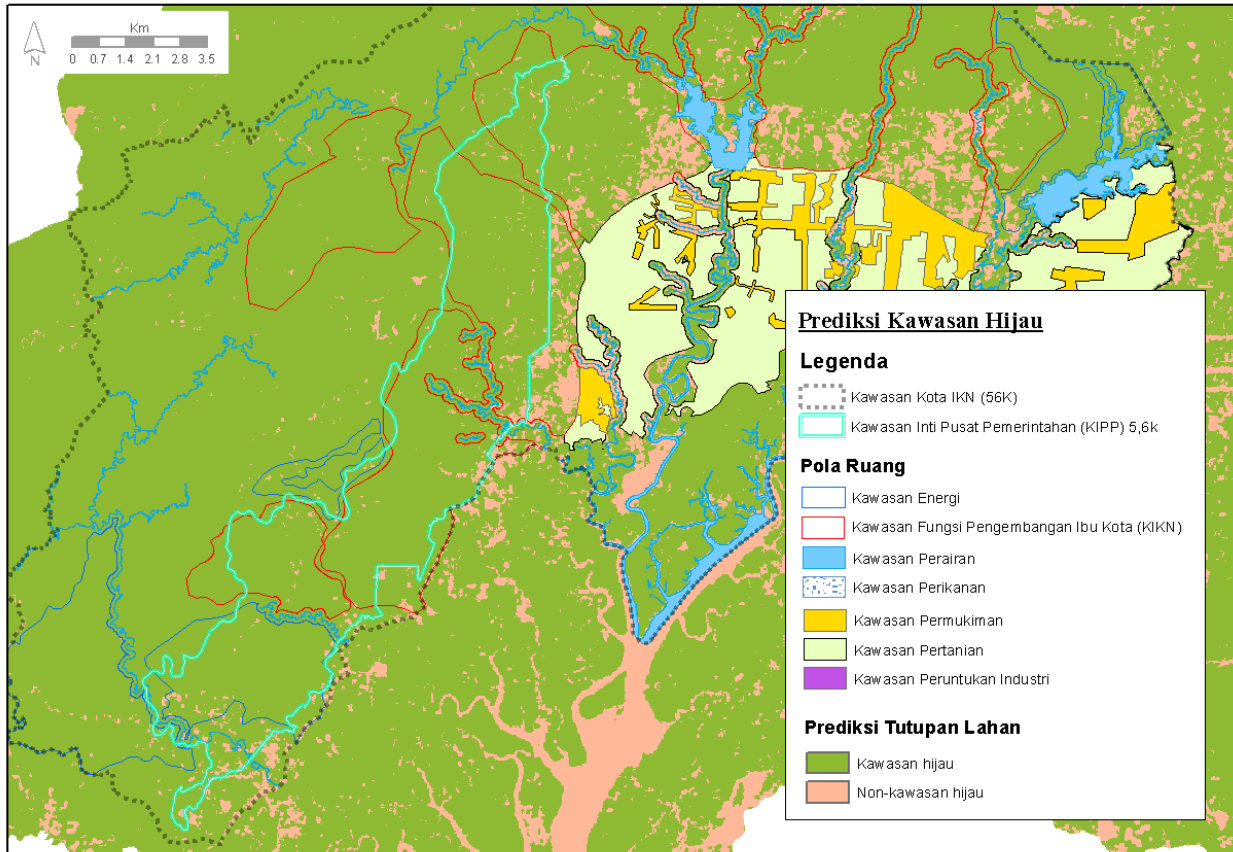 Km
0 0.7 1.4 2.1 2.8 3.5
N
Prediksi Kawasan Hijau
Legenda
Kawasan Kota IKN (56K)
Kawasan Inti Pusat Pemerintahan (KIPP) 5,6k
Pola Ruang
Kawasan Energi
Kawasan Fungsi Pengembangan Ibu Kota (KIKN)
Kawasan Perairan
Kawasan Perikanan
Kawasan Permukiman
Kawasan Pertanian
Kawasan Peruntukan Industri
Prediksi Tutupan Lahan
Kawasan hijau
Non-kawasan hijau